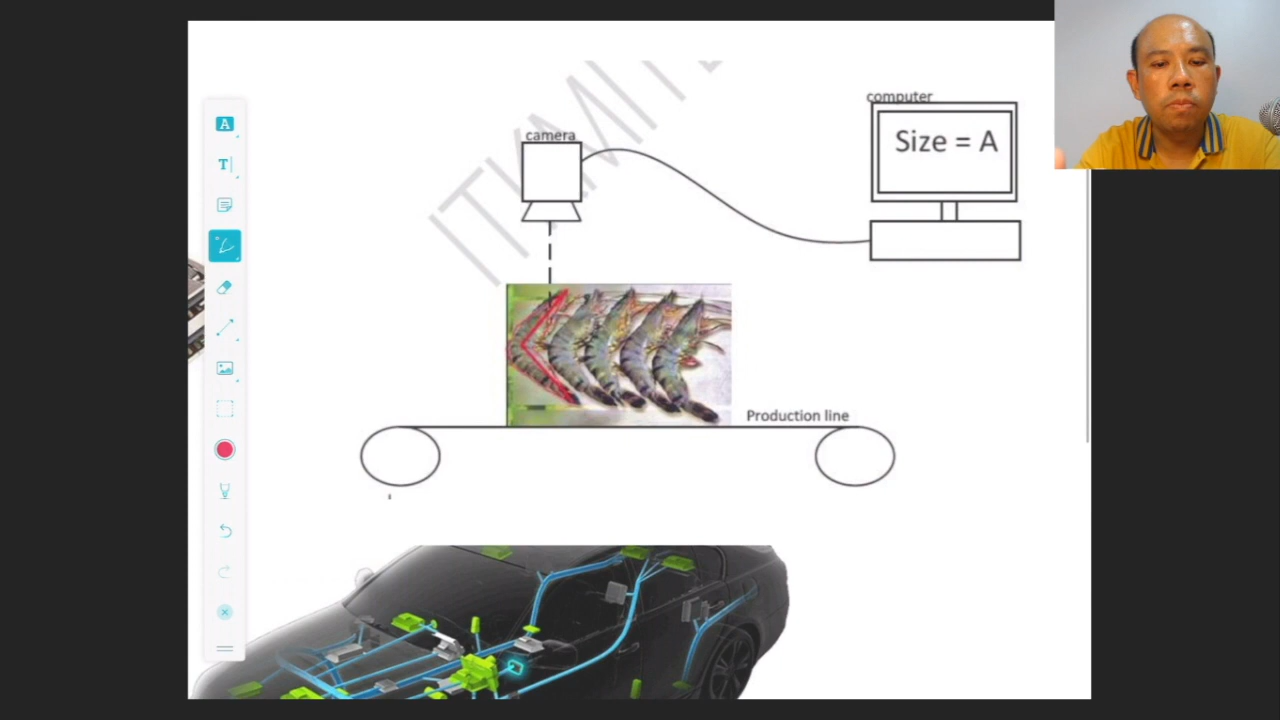 computer
Size = A
camera
Production line
A
T